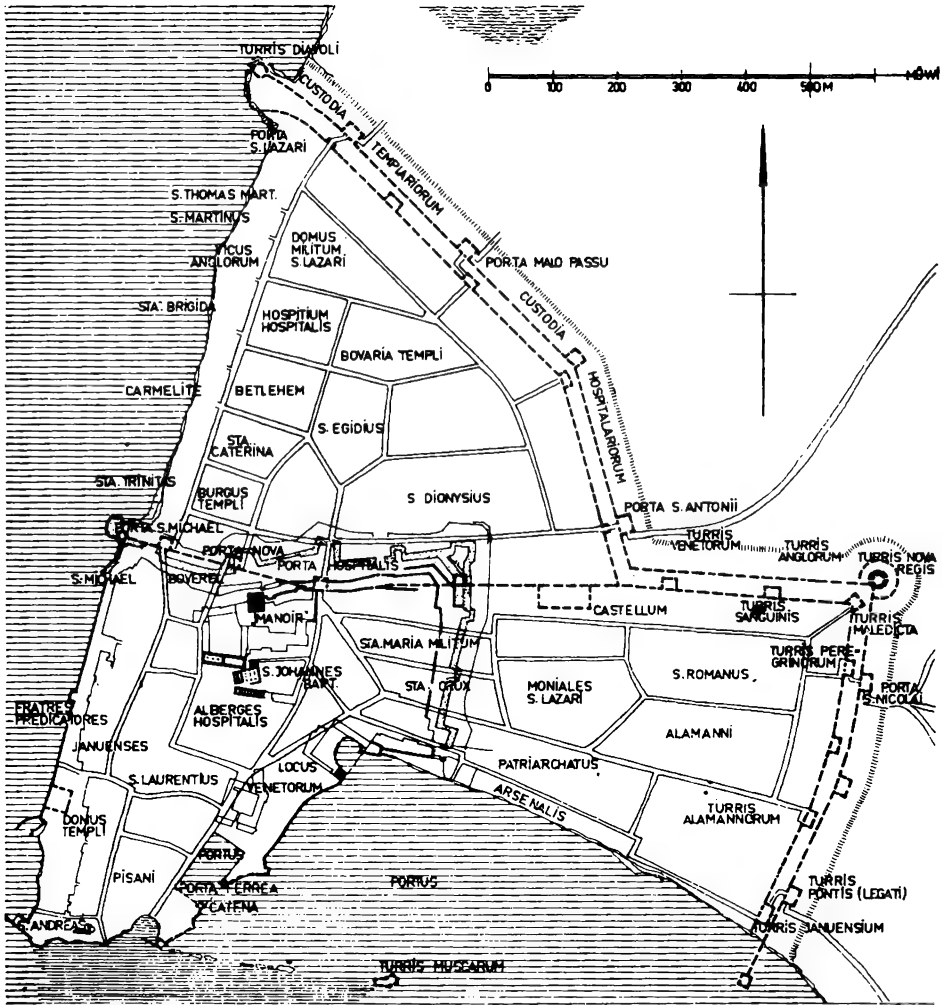 TURRIS DIAVOLI
CUSTODIA
TEMPLARIORUM
0 100 200 300 400 500 M
PORTA
S. LAZARI
S. THOMAS MART.
S. MARTINUS
VICUS
ANGLORUM
DOMUS
MILITUM
S. LAZARI
PORTA MALO PASSU
STA. BRIGIDA
CUSTODIA
HOSPITALARIORUM
HOSPITIUM
HOSPITALIS
BOVARIA TEMPLI
CARMELITE
BETLEHEM
S. EGIDIUS
STA.
CATERINA
STA. TRINITAS
BURGUS
TEMPLI
S DIONYSIUS
PORTA S. ANTONII
PORTA S. MICHAEL
TURRIS
VENETORUM
TURRIS
ANGLORUM
TURRIS NOVA
REGIS
PORTA NOVA
PORTA HOSPITALIS
S. MICHAEL
BOVEREL
MANOIR
CASTELLUM
TURRIS
SANGUINIS
TURRIS
MALEDICTA
STA. MARIA MILITUM
TURRIS PERE-
GRINORUM
S. JOHANNES
BAPT.
STA. CRUX
MONIALES
S. LAZARI
S. ROMANUS
PORTA
S. NICOLAI
FRATRES
PREDICATORES
ALBERGES
HOSPITALIS
ALAMANNI
JANUENSES
LOCUS
VENETORUM
PATRIARCHATUS
S. LAURENTIUS
ARSENALIS
TURRIS
ALAMANNORUM
DOMUS
TEMPLI
PORTUS
PISANI
PORTUS
PORTA FERREA
CATENA
TURRIS
PONTIS (LEGATI)
S. ANDREAS
TURRIS JANUENSIUM
TURRIS MUSCARUM